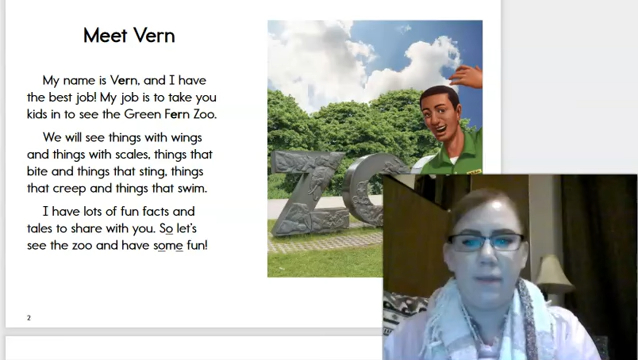 Meet Vern
My name is Vern, and I have
the best job! My job is to take you
kids in to see the Green Fern Zoo.
We will see things with wings
and things with scales, things that
bite and things that sting, things
that creep and things that swim.
I have lots of fun facts and
tales to share with you. So let's
see the zoo and have some fun!
2
ZO